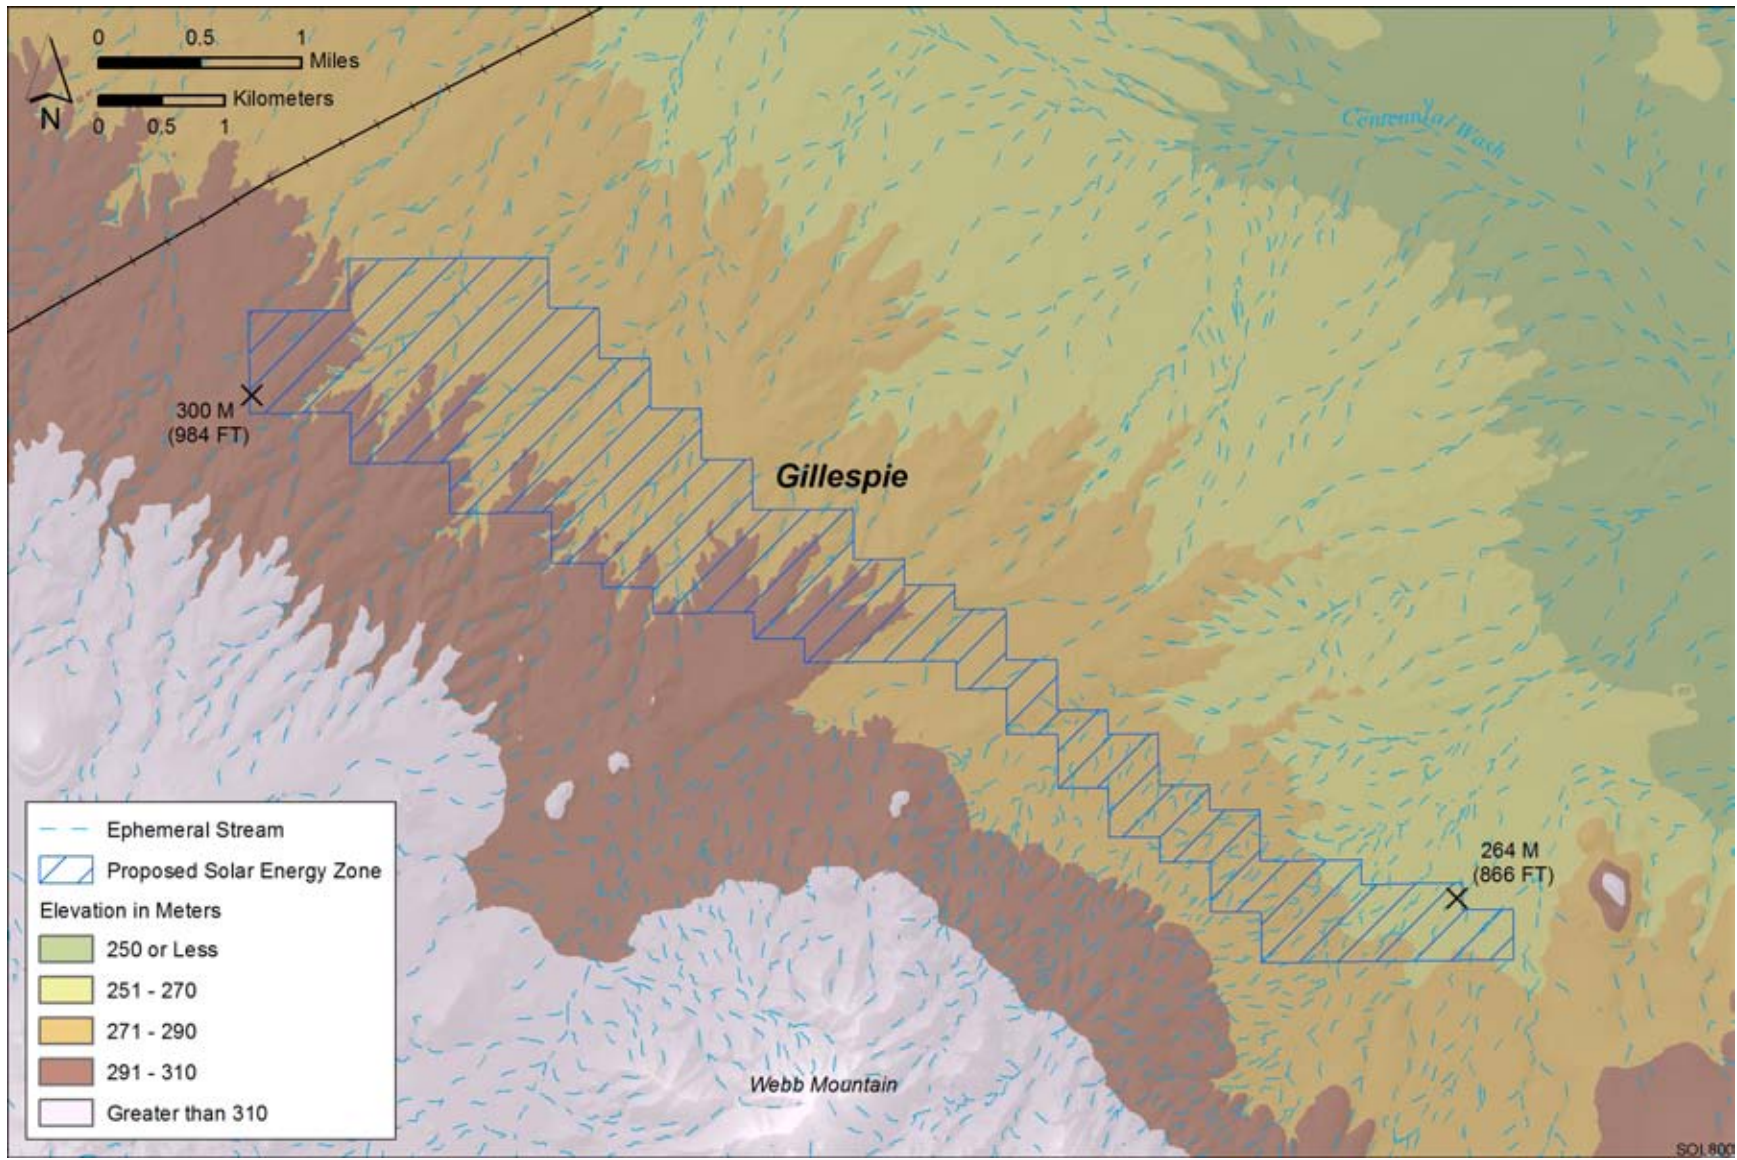 0 0.5 1
Miles
Kilometers
0 0.5 1
N
Centennial Wash
300 M
(984 FT)
Gillespie
264 M
(866 FT)
Ephemeral Stream
Proposed Solar Energy Zone
Elevation in Meters
250 or Less
251 - 270
271 - 290
291 - 310
Greater than 310
Webb Mountain